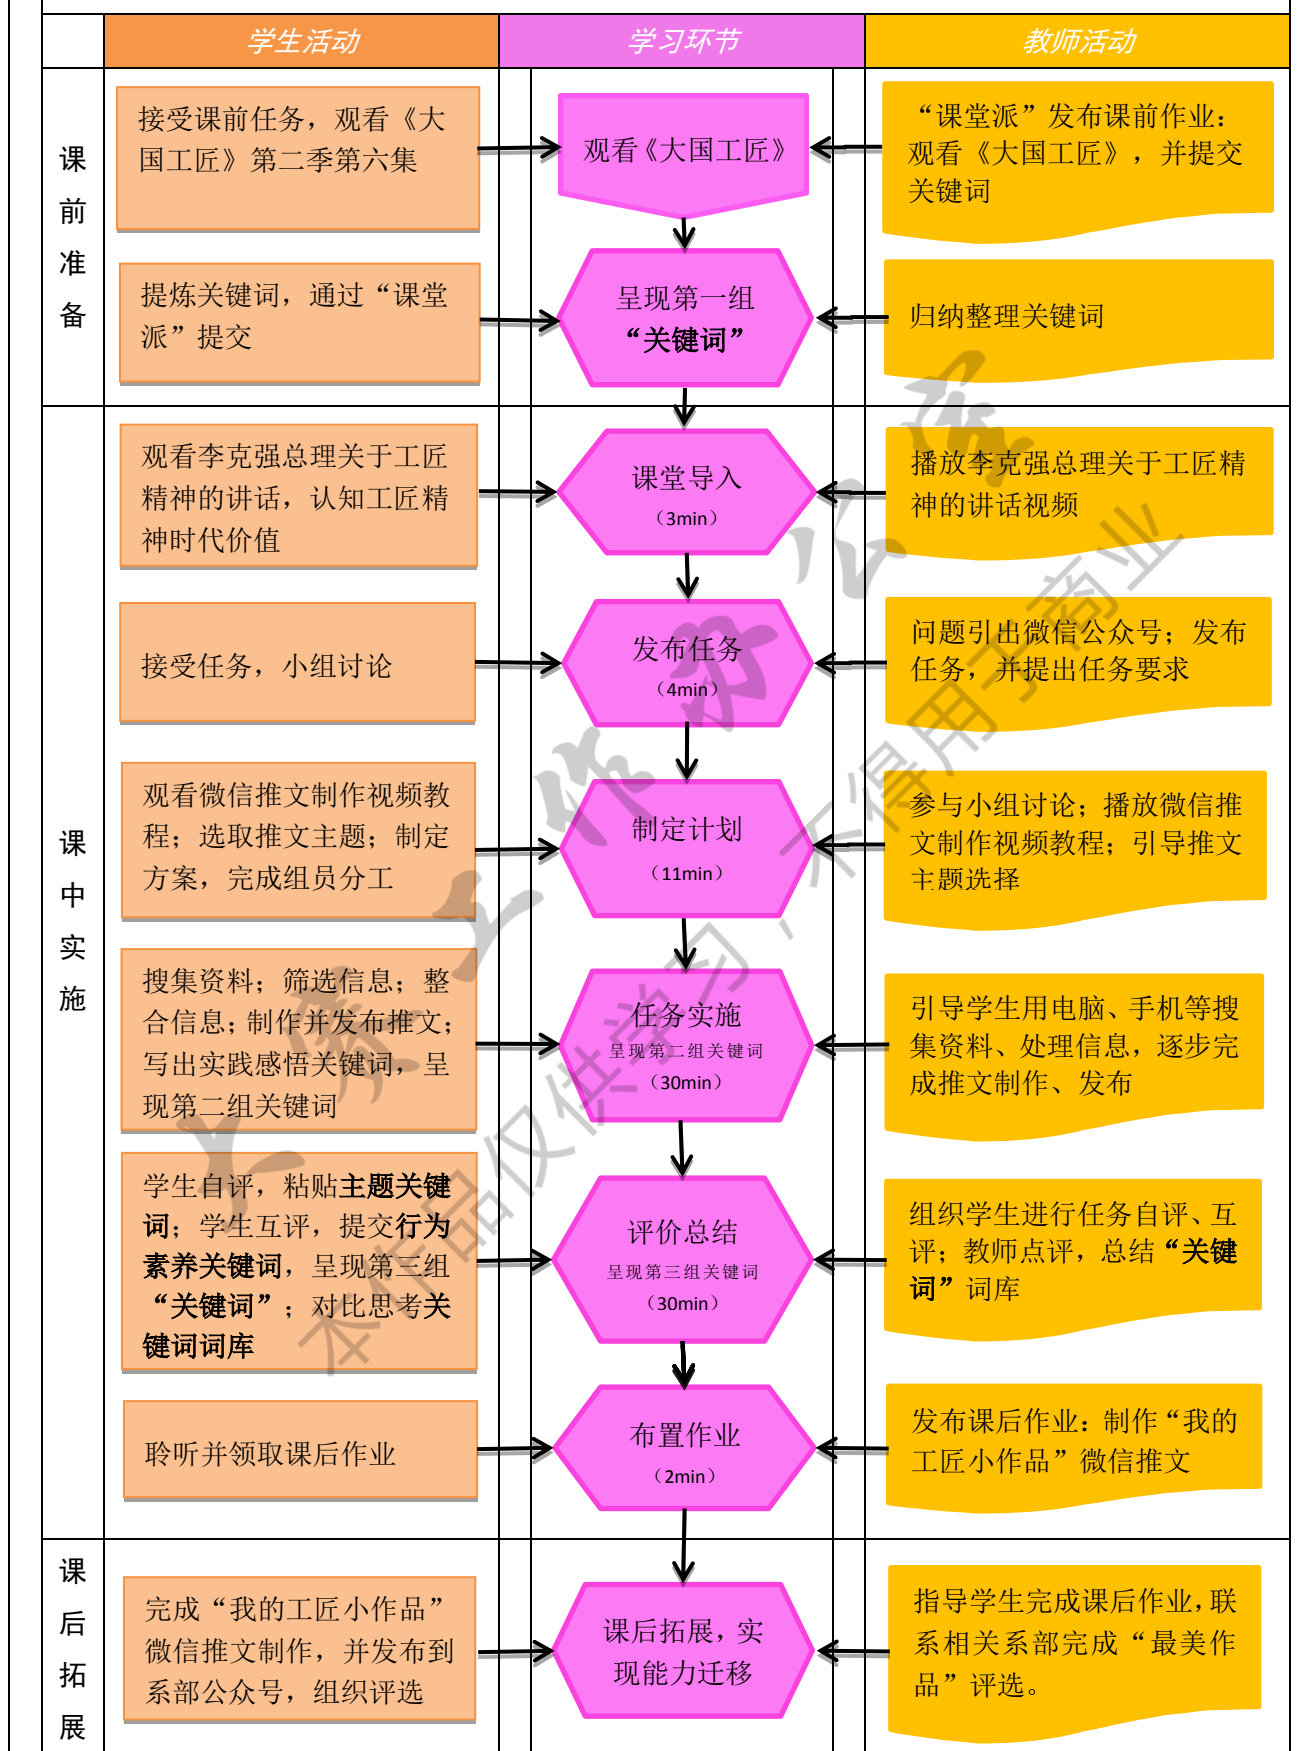 学生活动
学习环节
教师活动
课
前
准
备
接受课前任务，观看《大
国工匠》第二季第六集
观看《大国工匠》
“课堂派”发布课前作业：
观看《大国工匠》，并提交
关键词
提炼关键词，通过“课堂
派”提交
呈现第一组
“关键词”
归纳整理关键词
课
中
实
施
观看李克强总理关于工匠
精神的讲话，认知工匠精
神时代价值
课堂导入
（3min）
播放李克强总理关于工匠精
神的讲话视频
接受任务，小组讨论
发布任务
（4min）
问题引出微信公众号；发布
任务，并提出任务要求
观看微信推文制作视频教
程；选取推文主题；制定
方案，完成组员分工
制定计划
（11min）
参与小组讨论；播放微信推
文制作视频教程；引导推文
主题选择
搜集资料；筛选信息；整
合信息；制作并发布推文；
写出实践感悟关键词，呈
现第二组关键词
任务实施
呈现第二组关键词
（30min）
引导学生用电脑、手机等搜
集资料、处理信息，逐步完
成推文制作、发布
学生自评，粘贴主题关键
词；学生互评，提交行为
素养关键词，呈现第三组
“关键词”；对比思考关
键词词库
评价总结
呈现第三组关键词
（30min）
组织学生进行任务自评、互
评；教师点评，总结“关键
词”词库
聆听并领取课后作业
布置作业
（2min）
发布课后作业：制作“我的
工匠小作品”微信推文
课
后
拓
展
完成“我的工匠小作品”
微信推文制作，并发布到
系部公众号，组织评选
课后拓展，实
现能力迁移
指导学生完成课后作业，联
系相关系部完成“最美作
品”评选。
大赛工作办公室
本作品仅供学习，不得用于商业